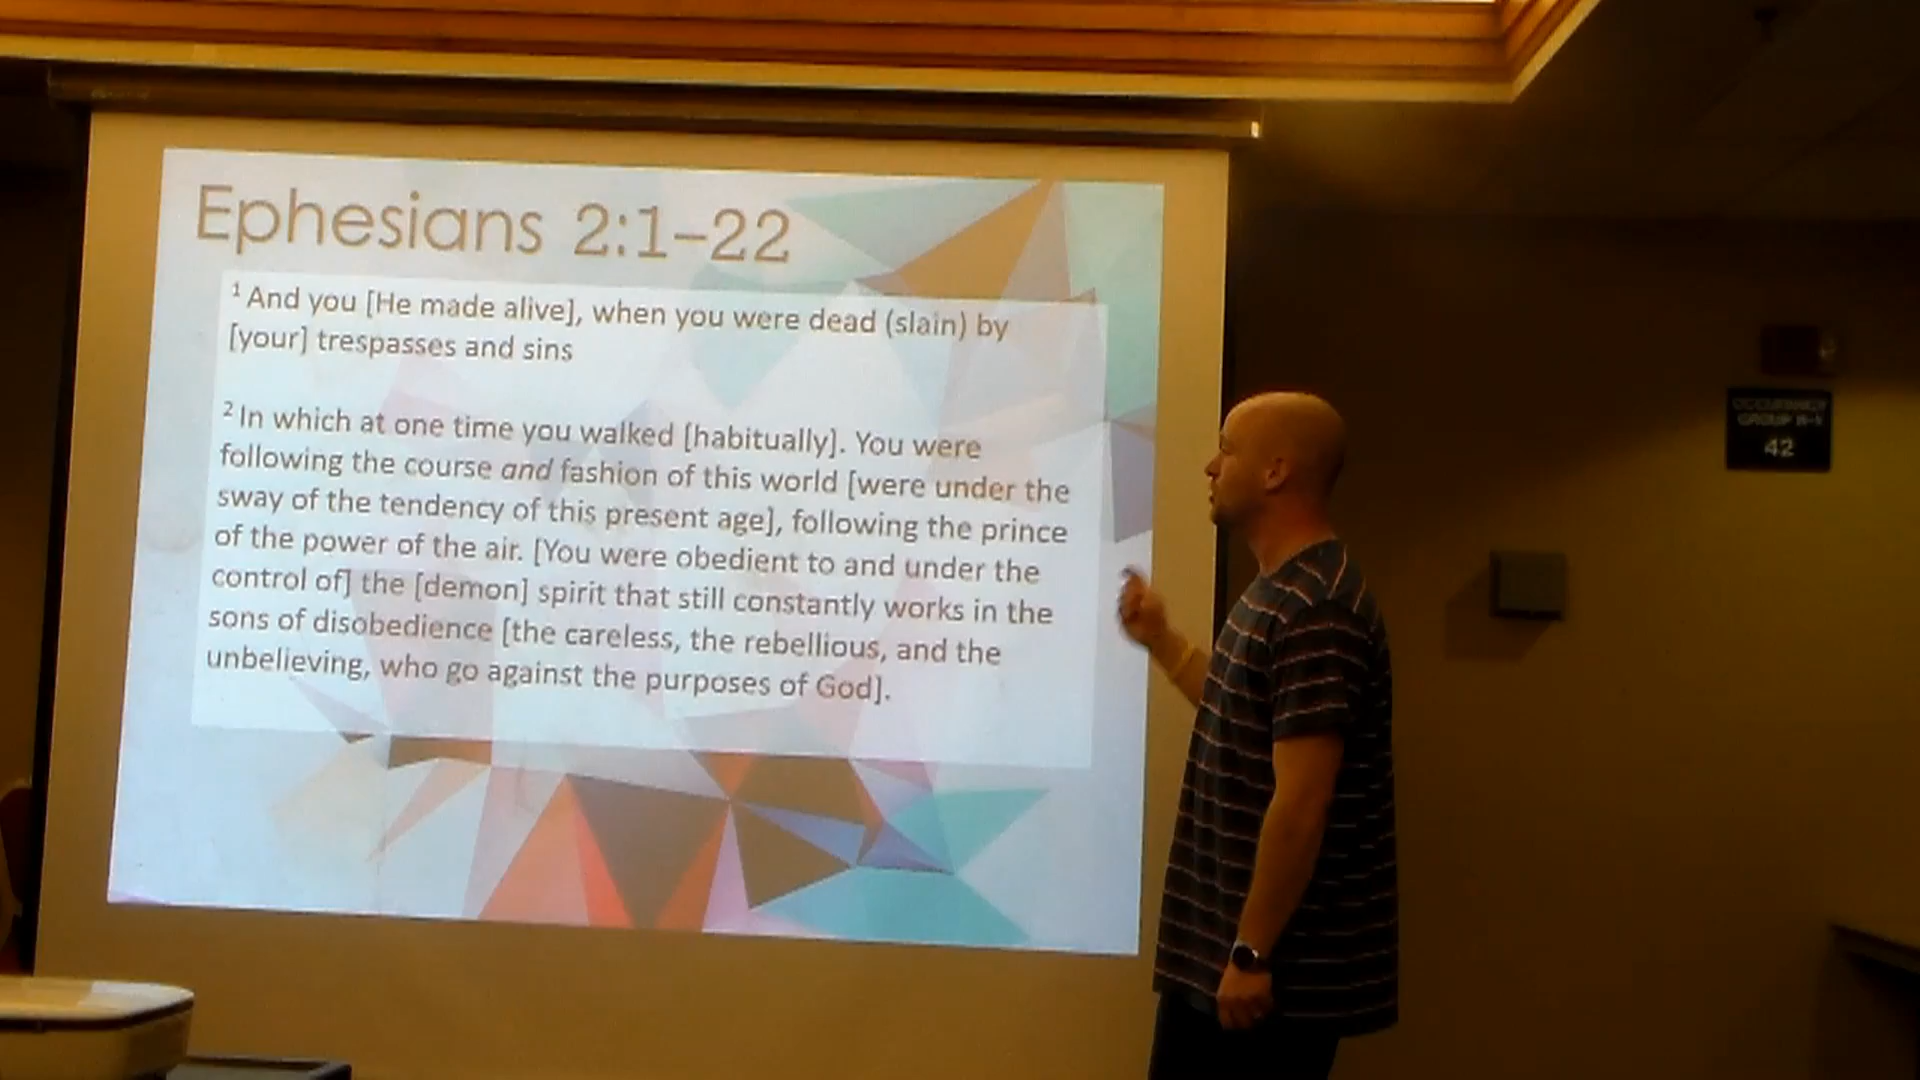 Ephesians 2:1–22
¹ And you [He made alive], when you were dead (slain) by
[your] trespasses and sins
² In which at one time you walked [habitually]. You were
following the course and fashion of this world [were under the
sway of the tendency of this present age], following the prince
of the power of the air. [You were obedient to and under the
control of] the [demon] spirit that still constantly works in the
sons of disobedience [the careless, the rebellious, and the
unbelieving, who go against the purposes of God].
OCCUPANCY
GROUP
42